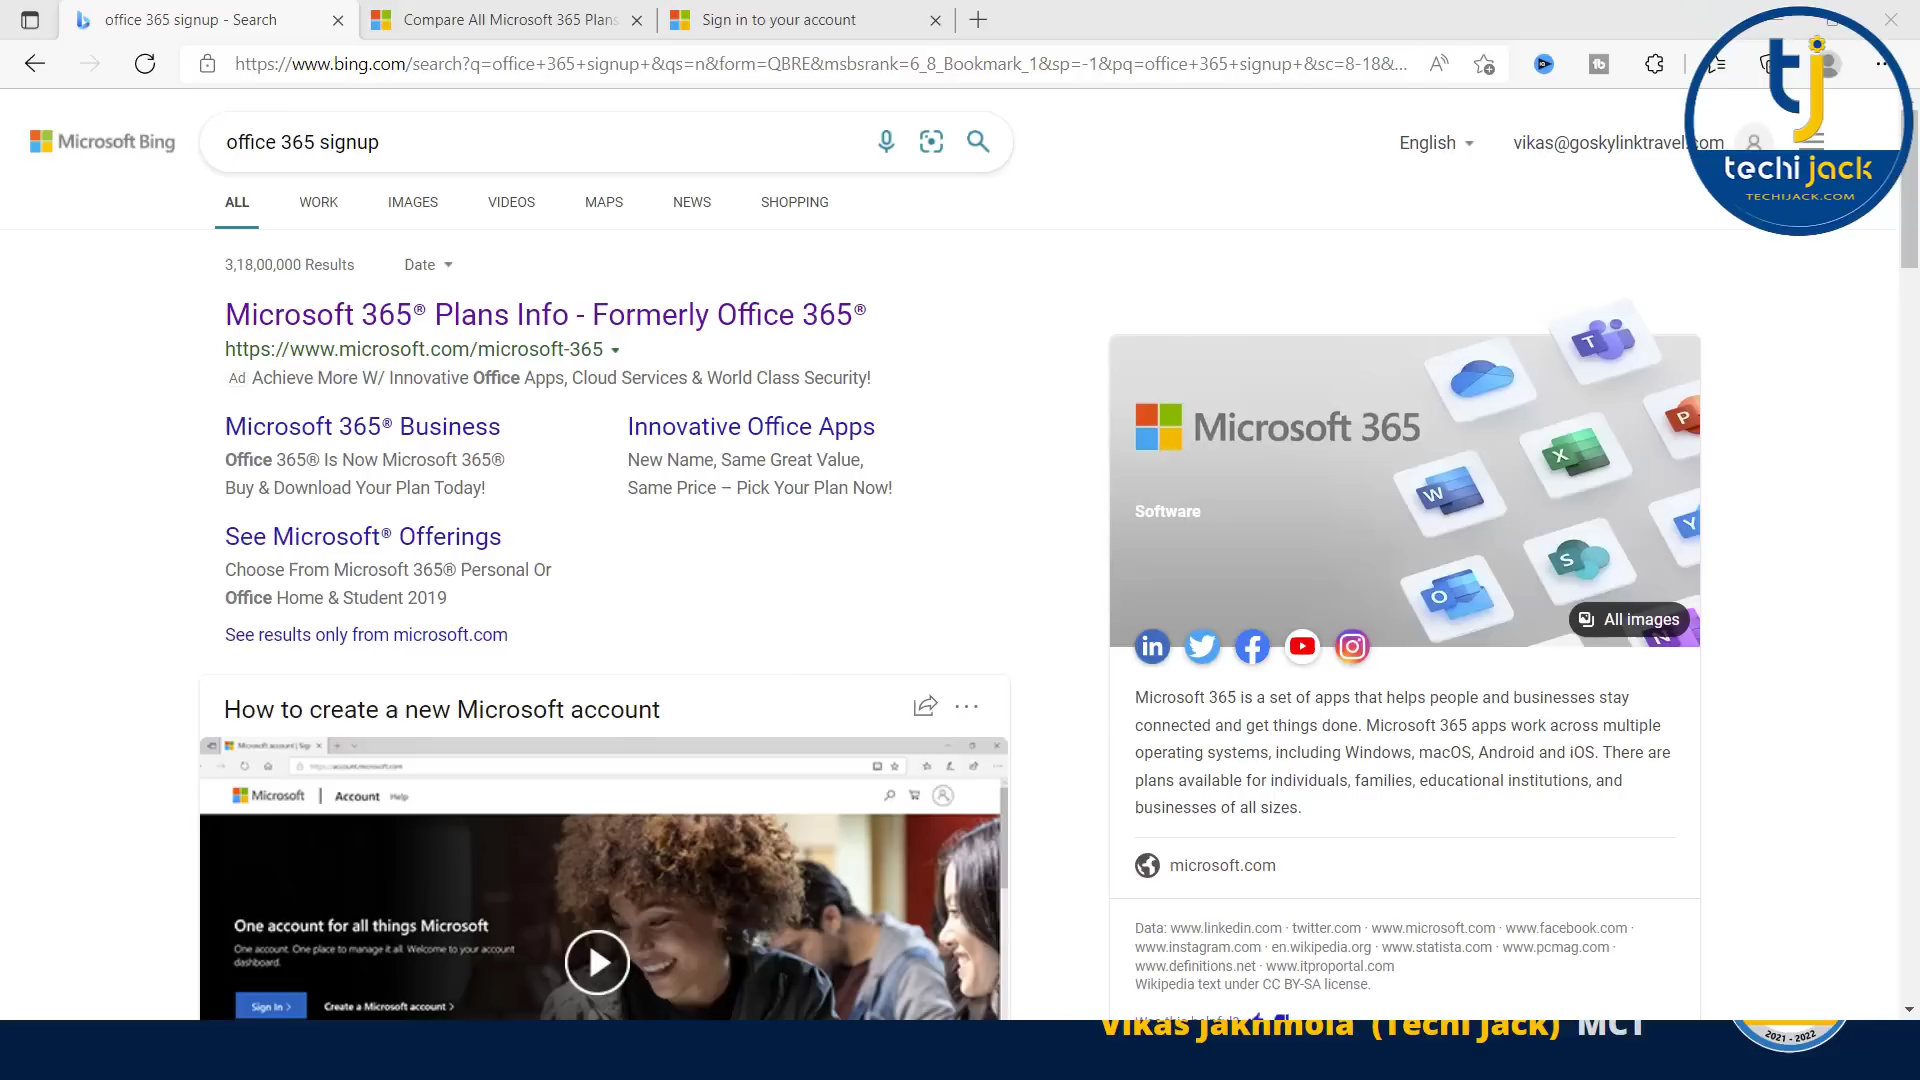 office 365 signup - Search
Compare All Microsoft 365 Plans
Sign in to your account
https://www.bing.com/search?q=office+365+signup+&qs=n&form=QBRE&msbsrank=6_8_Bookmark_1&sp=-1&pq=office+365+signup+&sc=8-18&...
Microsoft Bing
office 365 signup
English
vikas@goskylinktravel.com
tj
techi jack
TECHIJACK.COM
ALL
WORK
IMAGES
VIDEOS
MAPS
NEWS
SHOPPING
3,18,00,000 Results
Date
Microsoft 365® Plans Info - Formerly Office 365®
https://www.microsoft.com/microsoft-365
Ad Achieve More W/ Innovative Office Apps, Cloud Services & World Class Security!
Microsoft 365® Business
Office 365® Is Now Microsoft 365®
Buy & Download Your Plan Today!
Innovative Office Apps
New Name, Same Great Value,
Same Price – Pick Your Plan Now!
See Microsoft® Offerings
Choose From Microsoft 365® Personal Or
Office Home & Student 2019
See results only from microsoft.com
How to create a new Microsoft account
Microsoft account | Sign
https://account.microsoft.com
Microsoft | Account Help
One account for all things Microsoft
One account. One place to manage it all. Welcome to your account
dashboard.
Sign In >
Create a Microsoft account >
Microsoft 365
Software
All images
Microsoft 365 is a set of apps that helps people and businesses stay
connected and get things done. Microsoft 365 apps work across multiple
operating systems, including Windows, macOS, Android and iOS. There are
plans available for individuals, families, educational institutions, and
businesses of all sizes.
microsoft.com
Data: www.linkedin.com · twitter.com · www.microsoft.com · www.facebook.com ·
www.instagram.com · en.wikipedia.org · www.statista.com · www.pcmag.com ·
www.definitions.net · www.itproportal.com
Wikipedia text under CC BY-SA license.
Was this helpful?
Vikas Jakhmola (Techi Jack) MCT
2021 - 2022